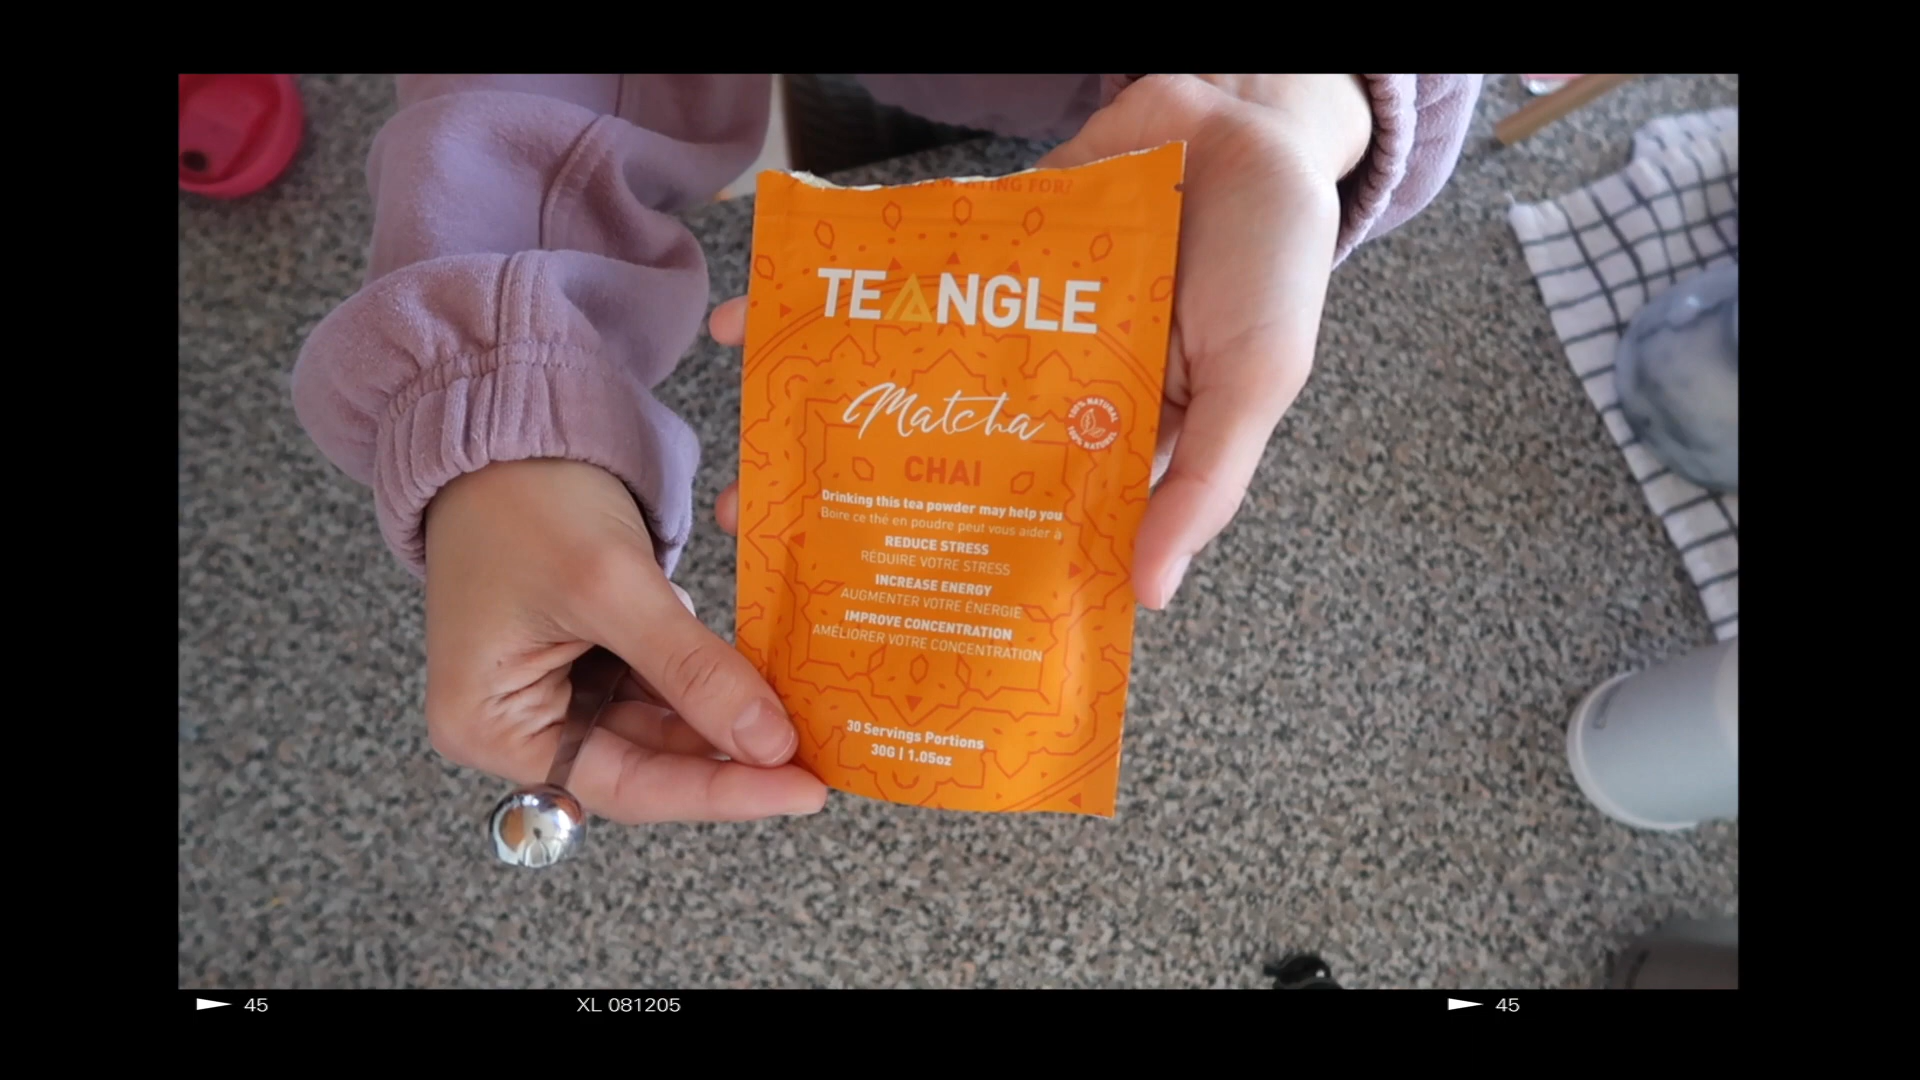 WAITING FOR?
TEANGLE
Matcha
100% NATURAL
100% NATUREL
CHAI
Drinking this tea powder may help you
Boire ce thé en poudre peut vous aider à
REDUCE STRESS
RÉDUIRE VOTRE STRESS
INCREASE ENERGY
AUGMENTER VOTRE ÉNERGIE
IMPROVE CONCENTRATION
AMÉLIORER VOTRE CONCENTRATION
30 Servings Portions
30G | 1.05oz
45
XL 081205
45